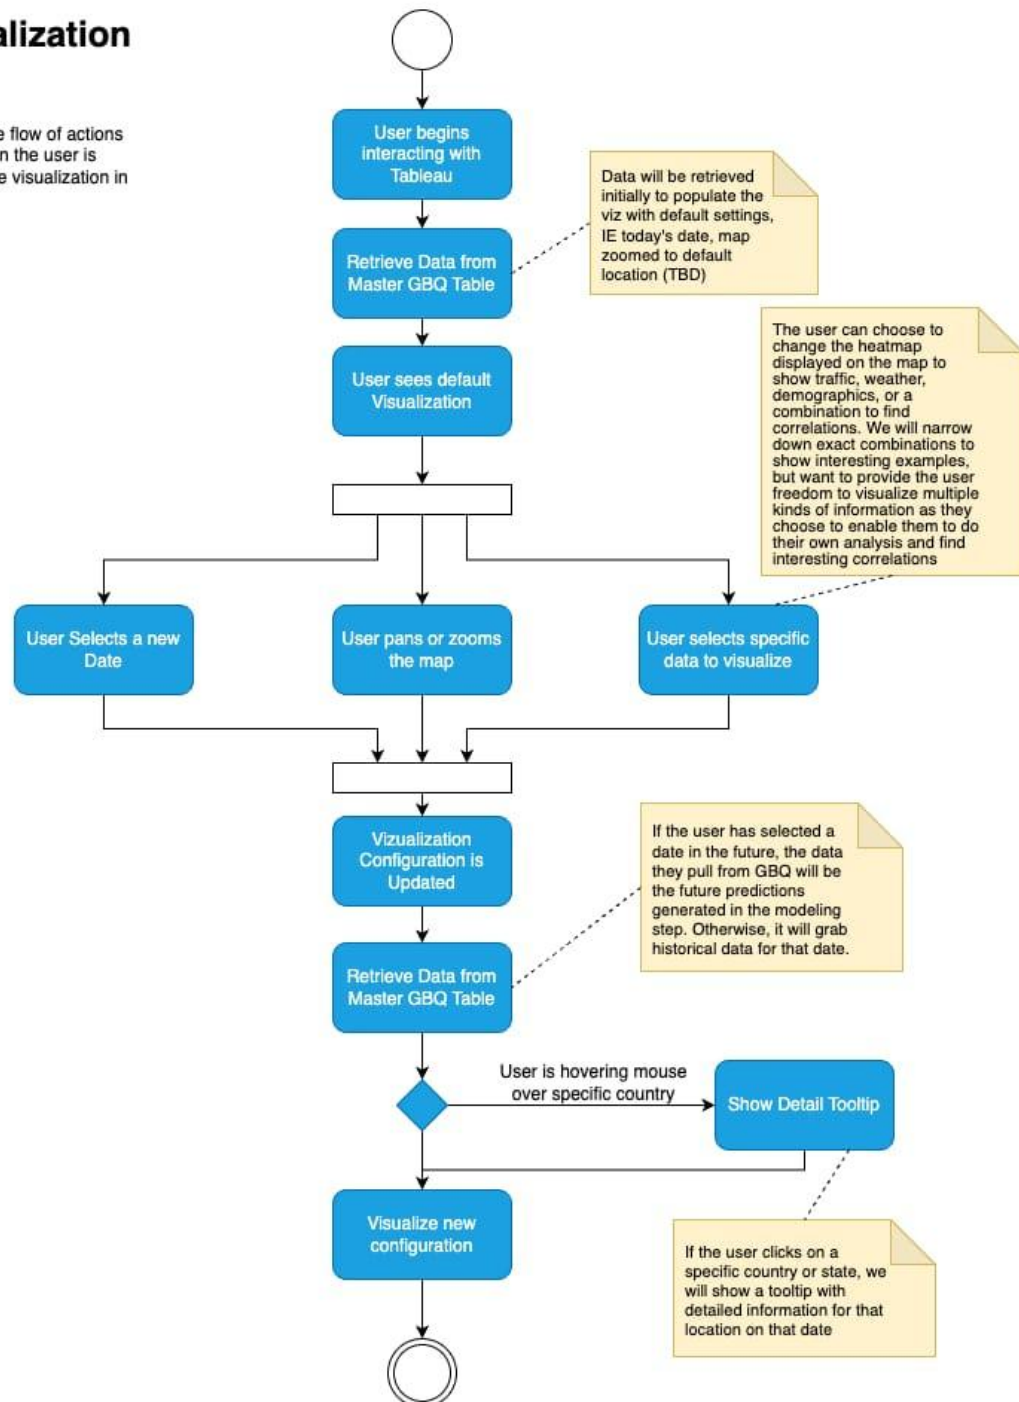 alization
e flow of actions
n the user is
e visualization in
User begins
interacting with
Tableau
Data will be retrieved
initially to populate the
viz with default settings,
IE today's date, map
zoomed to default
location (TBD)
Retrieve Data from
Master GBQ Table
The user can choose to
change the heatmap
displayed on the map to
show traffic, weather,
demographics, or a
combination to find
correlations. We will narrow
down exact combinations to
show interesting examples,
but want to provide the user
freedom to visualize multiple
kinds of information as they
choose to enable them to do
their own analysis and find
interesting correlations
User sees default
Visualization
User Selects a new
Date
User pans or zooms
the map
User selects specific
data to visualize
Vizualization
Configuration is
Updated
If the user has selected a
date in the future, the data
they pull from GBQ will be
the future predictions
generated in the modeling
step. Otherwise, it will grab
historical data for that date.
Retrieve Data from
Master GBQ Table
User is hovering mouse
over specific country
Show Detail Tooltip
Visualize new
configuration
If the user clicks on a
specific country or state, we
will show a tooltip with
detailed information for that
location on that date